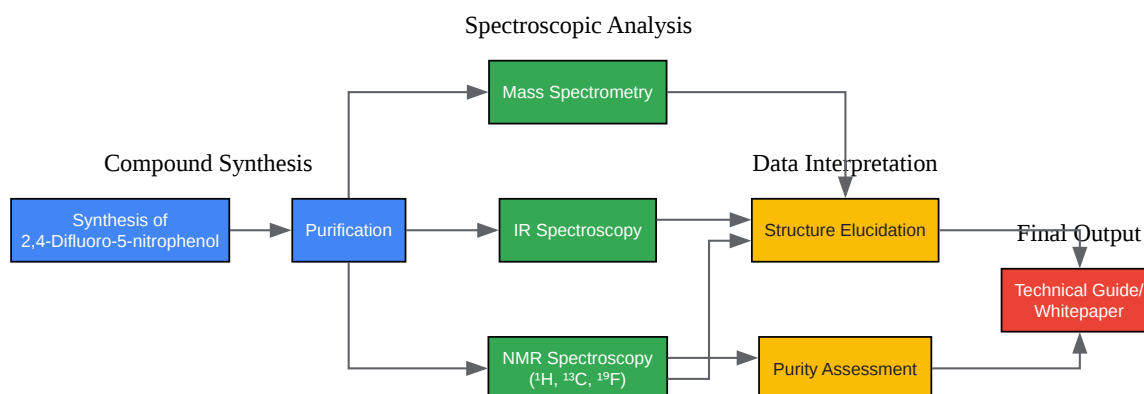 Spectroscopic Analysis
Mass Spectrometry
Compound Synthesis
Data Interpretation
Synthesis of
2,4-Difluoro-5-nitrophenol
Purification
IR Spectroscopy
Structure Elucidation
Final Output
Technical Guide/
Whitepaper
NMR Spectroscopy
(¹H, ¹³C, ¹⁹F)
Purity Assessment